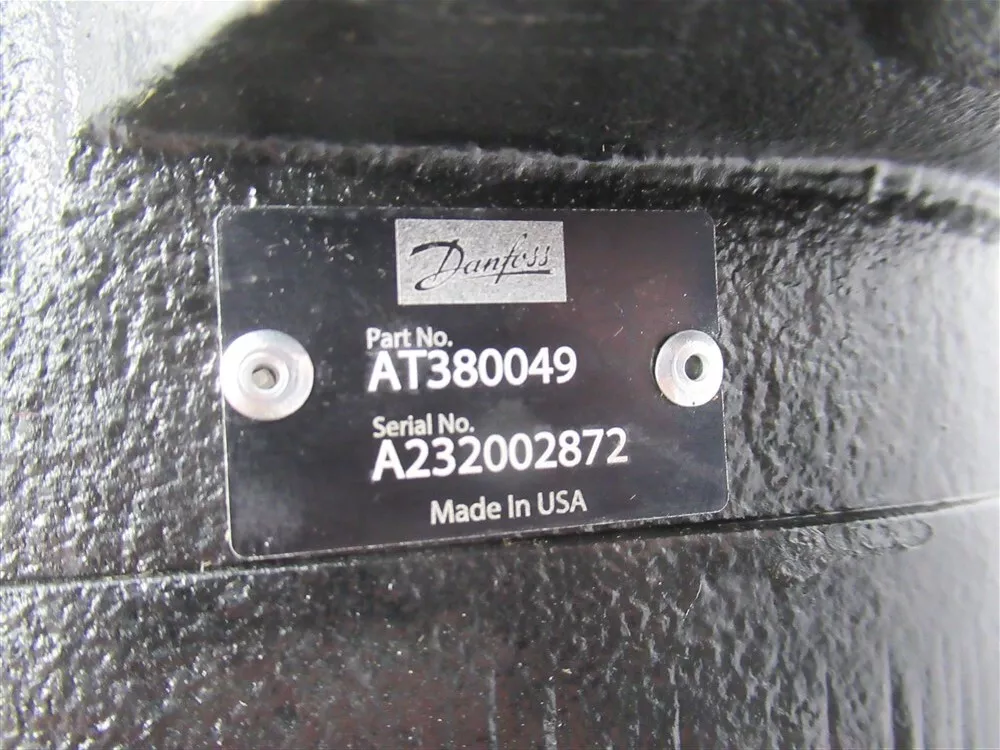 Danfoss
Part No.
AT380049
Serial No.
A232002872
Made In USA